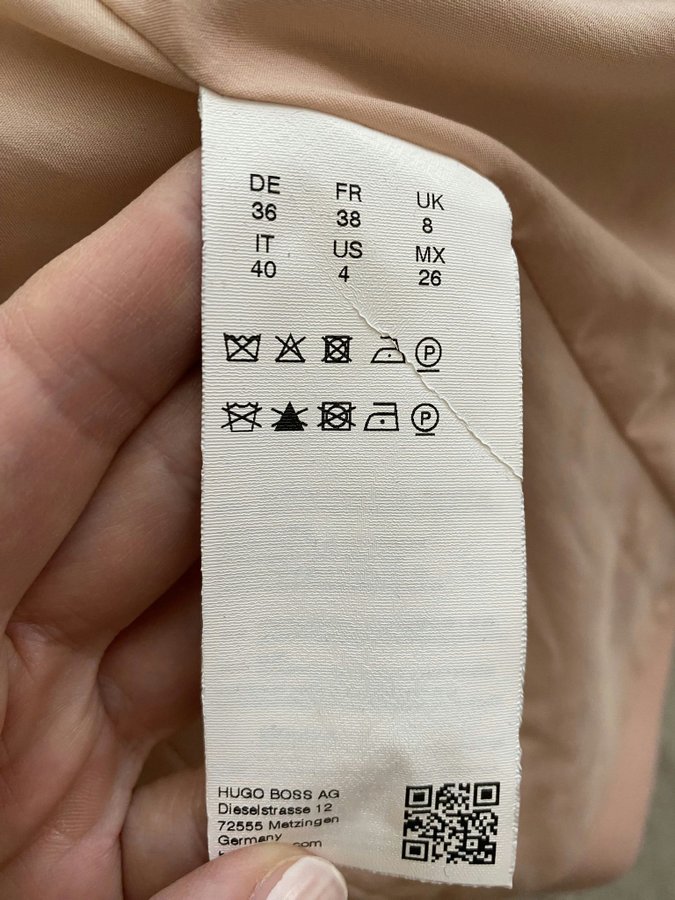 DE FR UK
36 38 8
IT US MX
40 4 26
P
P
HUGO BOSS AG
Dieselstrasse 12
72555 Metzingen
Germany